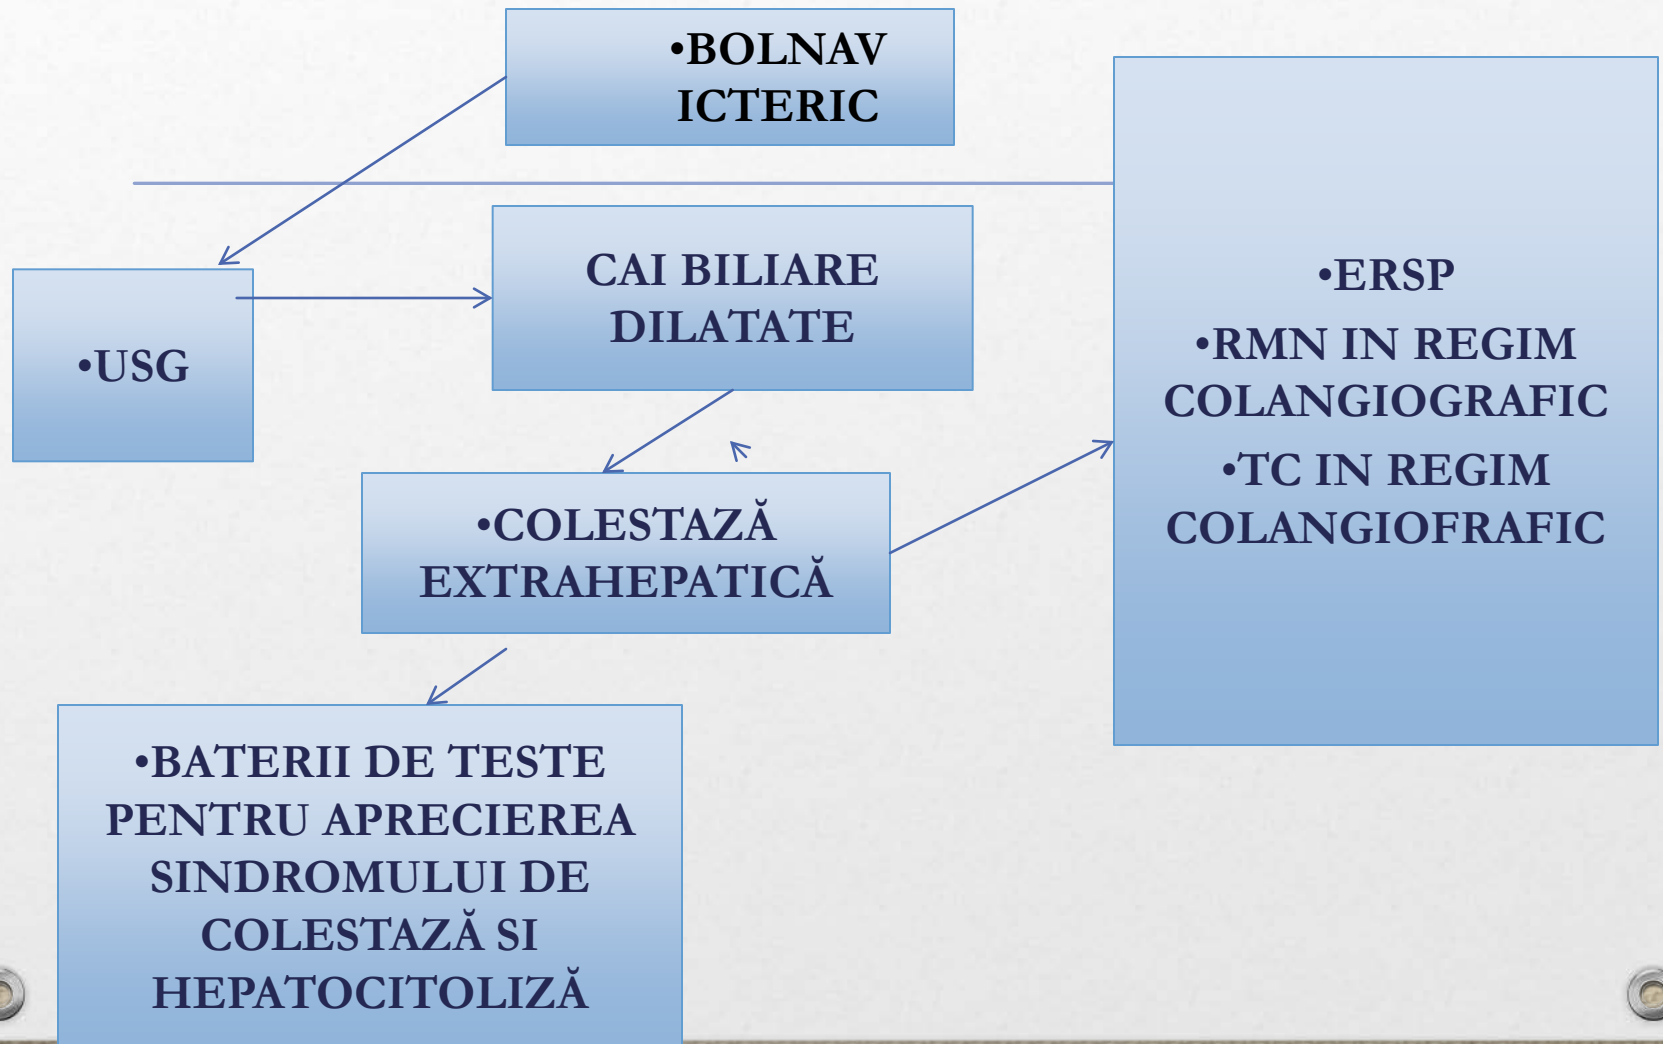 •BOLNAV
ICTERIC
•USG
CAI BILIARE
DILATATE
•COLESTAZĂ
EXTRAHEPATICĂ
•ERSP
•RMN IN REGIM
COLANGIOGRAFIC
•TC IN REGIM
COLANGIOFRAFIC
•BATERII DE TESTE
PENTRU APRECIEREA
SINDROMULUI DE
COLESTAZĂ SI
HEPATOCITOLIZĂ